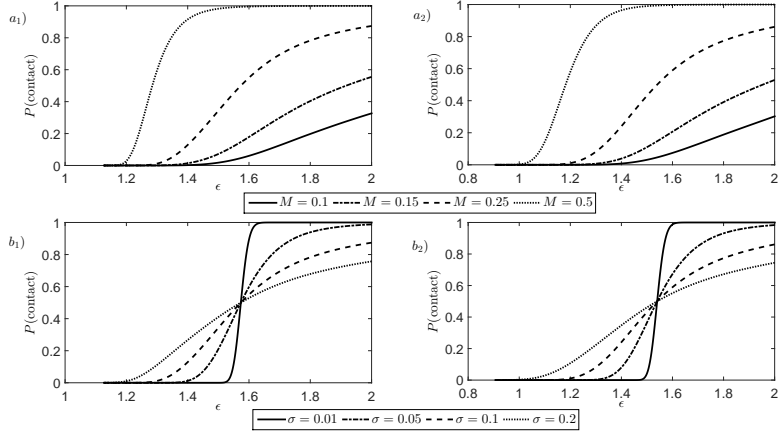 a₁)
P(contact)
1
0.8
0.6
0.4
0.2
0
1 1.2 1.4 1.6 1.8 2
ϵ
a₂)
P(contact)
1
0.8
0.6
0.4
0.2
0
0.8 1 1.2 1.4 1.6 1.8 2
ϵ
M = 0.1 M = 0.15 M = 0.25 M = 0.5
b₁)
P(contact)
1
0.8
0.6
0.4
0.2
0
1 1.2 1.4 1.6 1.8 2
ϵ
b₂)
P(contact)
1
0.8
0.6
0.4
0.2
0
0.8 1 1.2 1.4 1.6 1.8 2
ϵ
σ = 0.01 σ = 0.05 σ = 0.1 σ = 0.2